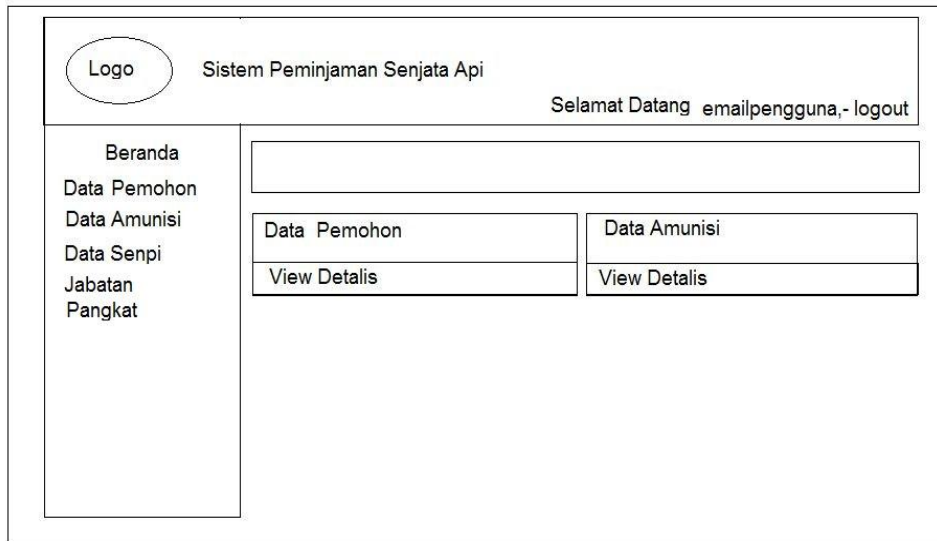 Logo
Sistem Peminjaman Senjata Api
Selamat Datang emailpengguna,- logout
Beranda
Data Pemohon
Data Amunisi
Data Senpi
Jabatan
Pangkat
Data Pemohon
View Detalis
Data Amunisi
View Detalis